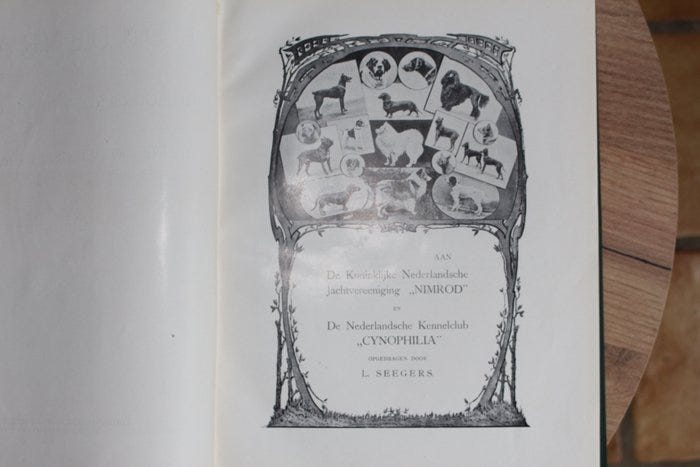 AAN
De Koninklijke Nederlandsche
jachtvereeniging „NIMROD"
EN
De Nederlandsche Kennelclub
„CYNOPHILIA"
OPGEDRAGEN DOOR
L. SEEGERS.